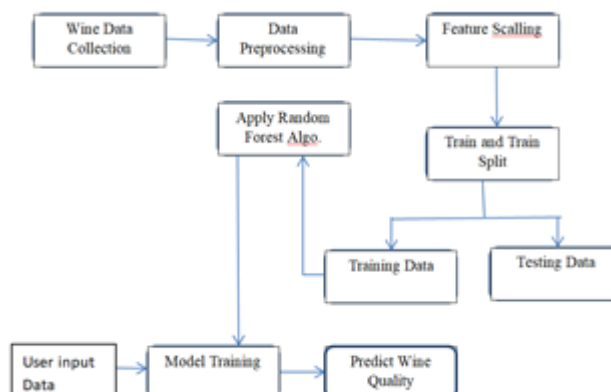 Wine Data
Collection
Data
Preprocessing
Feature Scalling
Apply Random
Forest Algo.
Train and Train
Split
Training Data
Testing Data
User input
Data
Model Training
Predict Wine
Quality